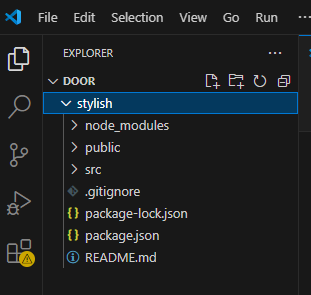 File Edit Selection View Go Run
EXPLORER
DOOR
stylish
node_modules
public
src
.gitignore
package-lock.json
package.json
README.md